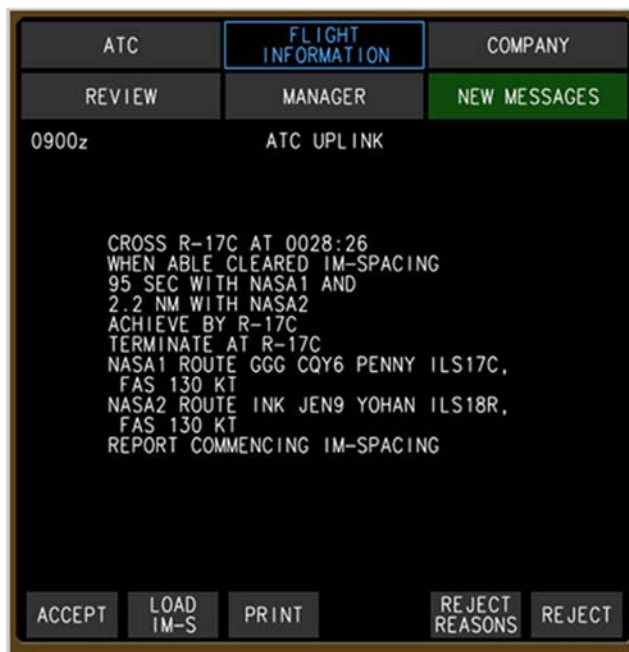 ATC
FLIGHT
INFORMATION
COMPANY
REVIEW
MANAGER
NEW MESSAGES
0900z
ATC UPLINK
CROSS R-17C AT 0028:26
WHEN ABLE CLEARED IM-SPACING
95 SEC WITH NASA1 AND
2.2 NM WITH NASA2
ACHIEVE BY R-17C
TERMINATE AT R-17C
NASA1 ROUTE GGG CQY6 PENNY ILS17C,
FAS 130 KT
NASA2 ROUTE INK JEN9 YOHAN ILS18R,
FAS 130 KT
REPORT COMMENCING IM-SPACING
ACCEPT
LOAD
IM-S
PRINT
REJECT
REASONS
REJECT